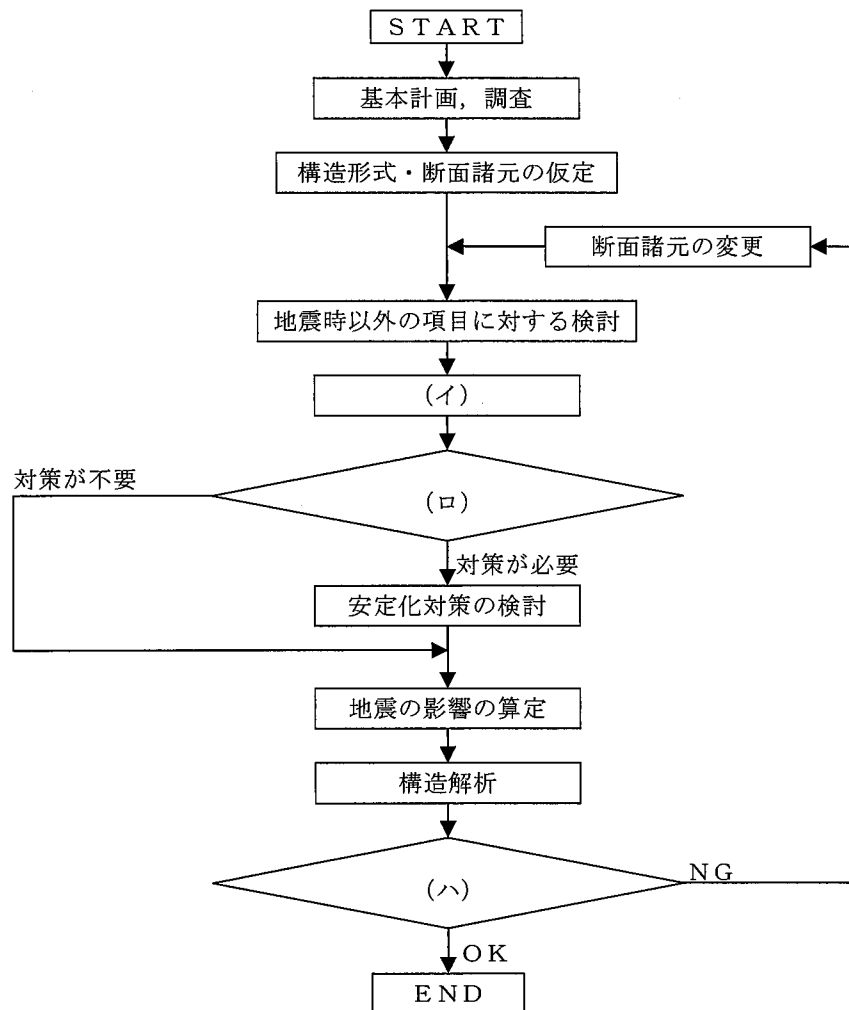 START
基本計画，調査
構造形式・断面諸元の仮定
断面諸元の変更
地震時以外の項目に対する検討
(イ)
対策が不要
(ロ)
対策が必要
安定化対策の検討
地震の影響の算定
構造解析
(ハ)
NG
OK
END